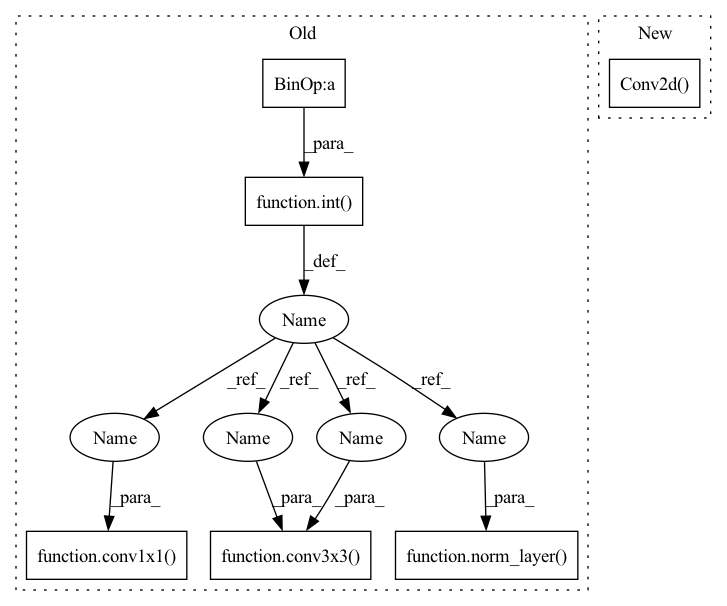 Old
New
BinOp:a
Conv2d()
_para_
function.int()
_def_
Name
_ref_ _ref_ _ref_ _ref_
Name Name Name Name
_para_ _para_ _para_ _para_
function.conv1x1() function.conv3x3() function.norm_layer()